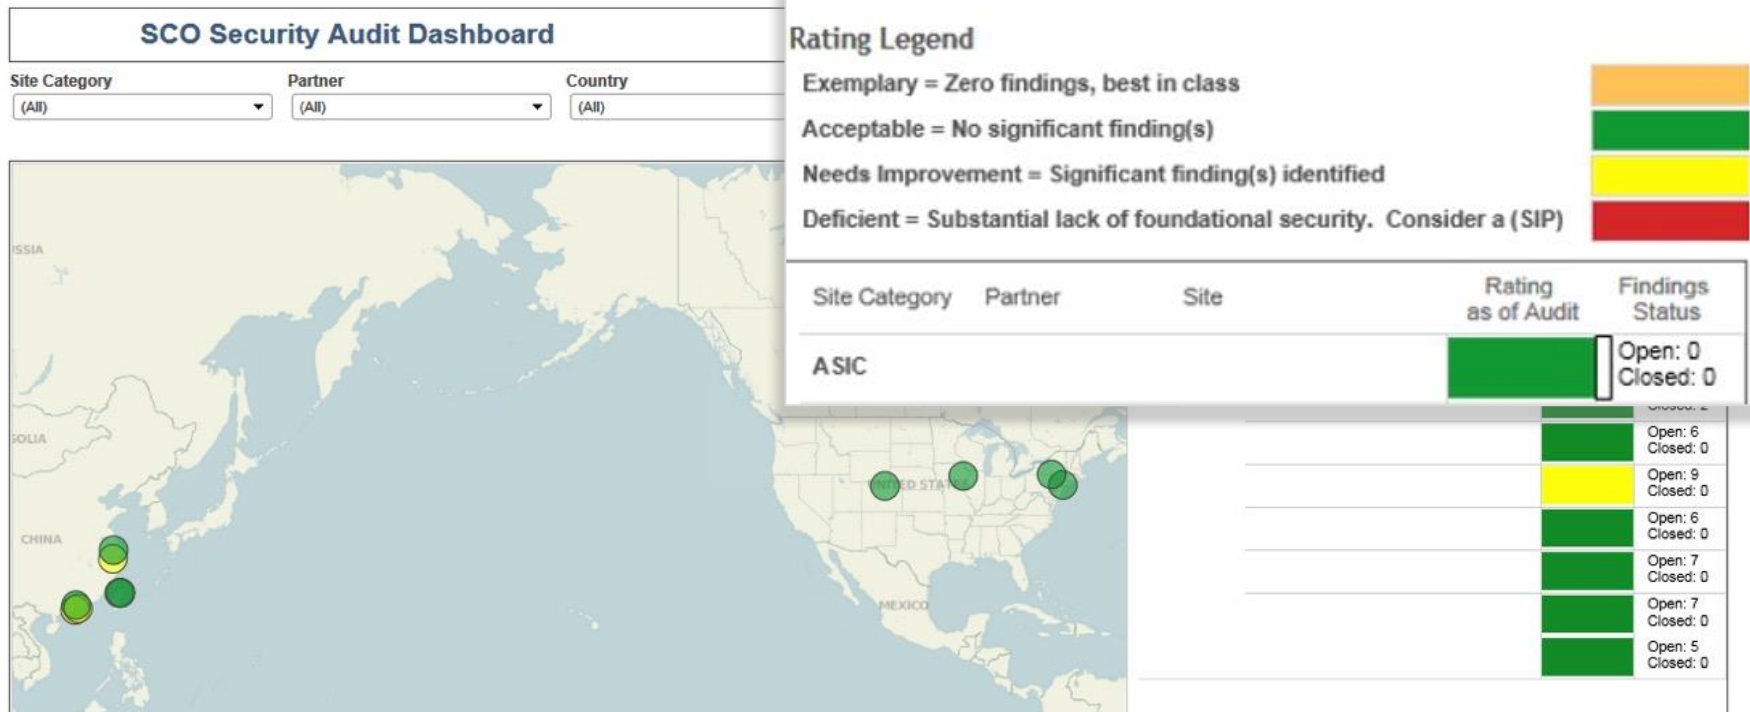 SCO Security Audit Dashboard
Site Category
Partner
Country
(All)
(All)
(All)
Rating Legend
Exemplary = Zero findings, best in class
Acceptable = No significant finding(s)
Needs Improvement = Significant finding(s) identified
Deficient = Substantial lack of foundational security. Consider a (SIP)
Site Category
Partner
Site
Rating
as of Audit
Findings
Status
ASIC
Open: 0
Closed: 0
Open: 6
Closed: 0
Open: 9
Closed: 0
Open: 6
Closed: 0
Open: 7
Closed: 0
Open: 7
Closed: 0
Open: 5
Closed: 0
CHINA
MEXICO